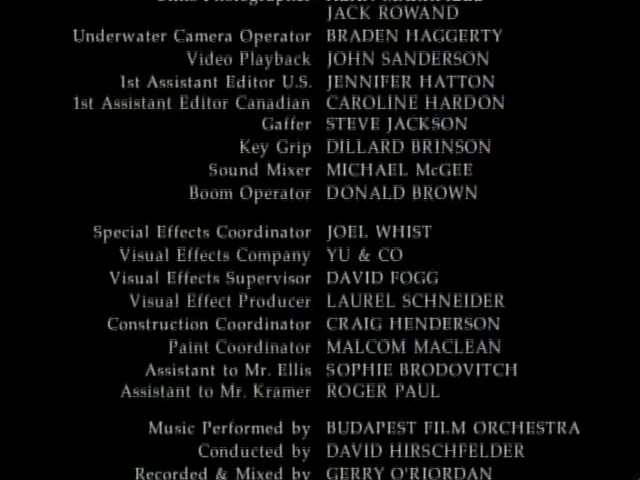 JACK ROWAND
Underwater Camera Operator BRADEN HAGGERTY
Video Playback JOHN SANDERSON
1st Assistant Editor U.S. JENNIFER HATTON
1st Assistant Editor Canadian CAROLINE HARDON
Gaffer STEVE JACKSON
Key Grip DILLARD BRINSON
Sound Mixer MICHAEL McGEE
Boom Operator DONALD BROWN
Special Effects Coordinator JOEL WHIST
Visual Effects Company YU & CO
Visual Effects Supervisor DAVID FOGG
Visual Effect Producer LAUREL SCHNEIDER
Construction Coordinator CRAIG HENDERSON
Paint Coordinator MALCOM MACLEAN
Assistant to Mr. Ellis SOPHIE BRODOVITCH
Assistant to Mr. Kramer ROGER PAUL
Music Performed by BUDAPEST FILM ORCHESTRA
Conducted by DAVID HIRSCHFELDER
Recorded & Mixed by GERRY O'RIORDAN